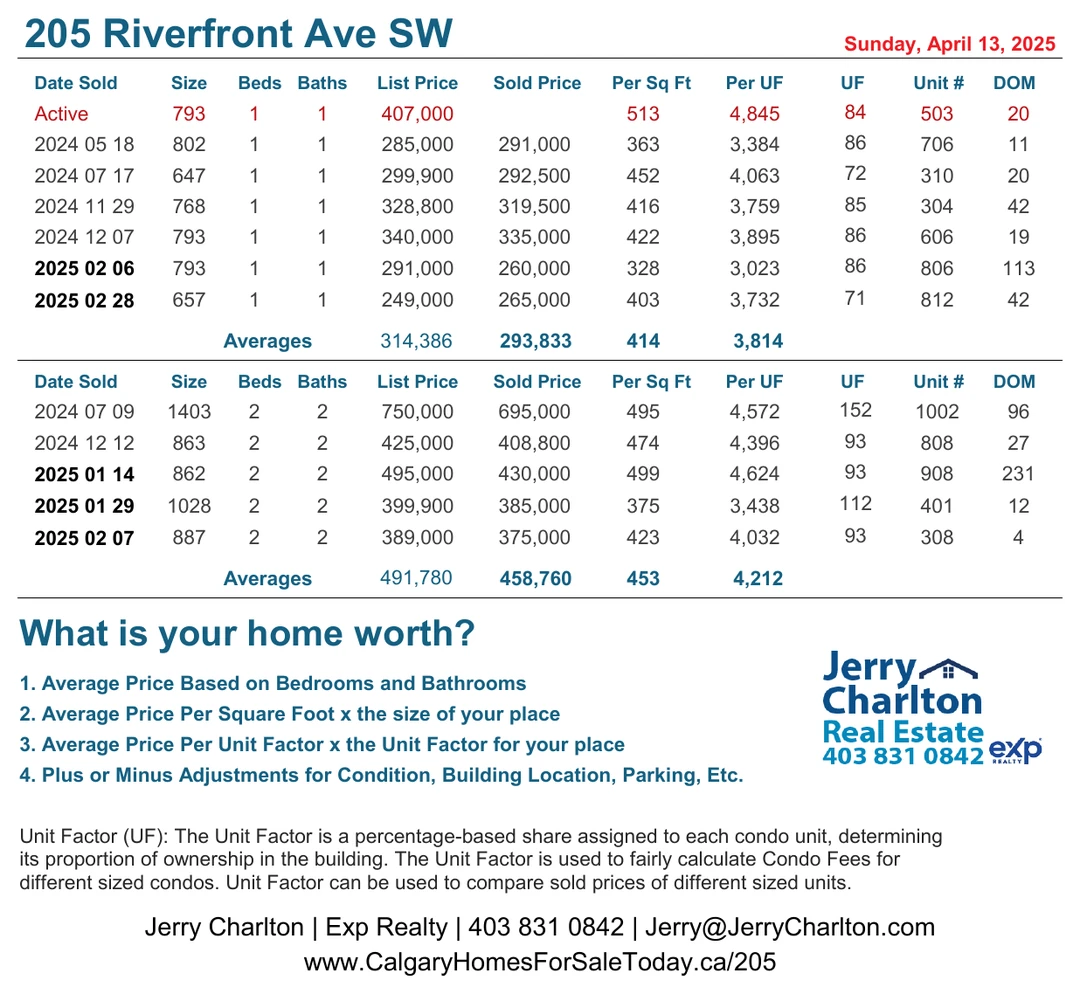 205 Riverfront Ave SW
Sunday, April 13, 2025
Date Sold Size Beds Baths List Price Sold Price Per Sq Ft Per UF UF Unit # DOM
Active 793 1 1 407,000 513 4,845 84 503 20
2024 05 18 802 1 1 285,000 291,000 363 3,384 86 706 11
2024 07 17 647 1 1 299,900 292,500 452 4,063 72 310 20
2024 11 29 768 1 1 328,800 319,500 416 3,759 85 304 42
2024 12 07 793 1 1 340,000 335,000 422 3,895 86 606 19
2025 02 06 793 1 1 291,000 260,000 328 3,023 86 806 113
2025 02 28 657 1 1 249,000 265,000 403 3,732 71 812 42
Averages 314,386 293,833 414 3,814
Date Sold Size Beds Baths List Price Sold Price Per Sq Ft Per UF UF Unit # DOM
2024 07 09 1403 2 2 750,000 695,000 495 4,572 152 1002 96
2024 12 12 863 2 2 425,000 408,800 474 4,396 93 808 27
2025 01 14 862 2 2 495,000 430,000 499 4,624 93 908 231
2025 01 29 1028 2 2 399,900 385,000 375 3,438 112 401 12
2025 02 07 887 2 2 389,000 375,000 423 4,032 93 308 4
Averages 491,780 458,760 453 4,212
What is your home worth?
1. Average Price Based on Bedrooms and Bathrooms
2. Average Price Per Square Foot x the size of your place
3. Average Price Per Unit Factor x the Unit Factor for your place
4. Plus or Minus Adjustments for Condition, Building Location, Parking, Etc.
Jerry
Charlton
Real Estate
403 831 0842 exp
REALTY
Unit Factor (UF): The Unit Factor is a percentage-based share assigned to each condo unit, determining
its proportion of ownership in the building. The Unit Factor is used to fairly calculate Condo Fees for
different sized condos. Unit Factor can be used to compare sold prices of different sized units.
Jerry Charlton | Exp Realty | 403 831 0842 | Jerry@JerryCharlton.com
www.CalgaryHomesForSaleToday.ca/205